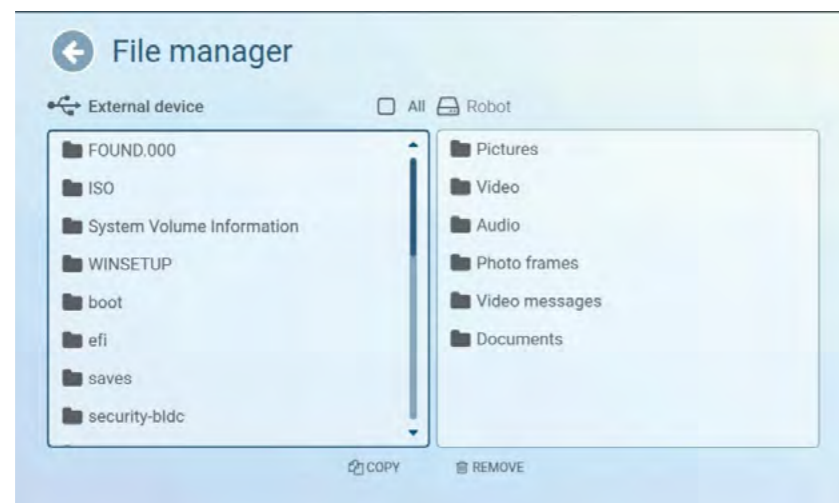 File manager
External device
All
Robot
FOUND.000
ISO
System Volume Information
WINSETUP
boot
efi
saves
security-bldc
Pictures
Video
Audio
Photo frames
Video messages
Documents
COPY
REMOVE